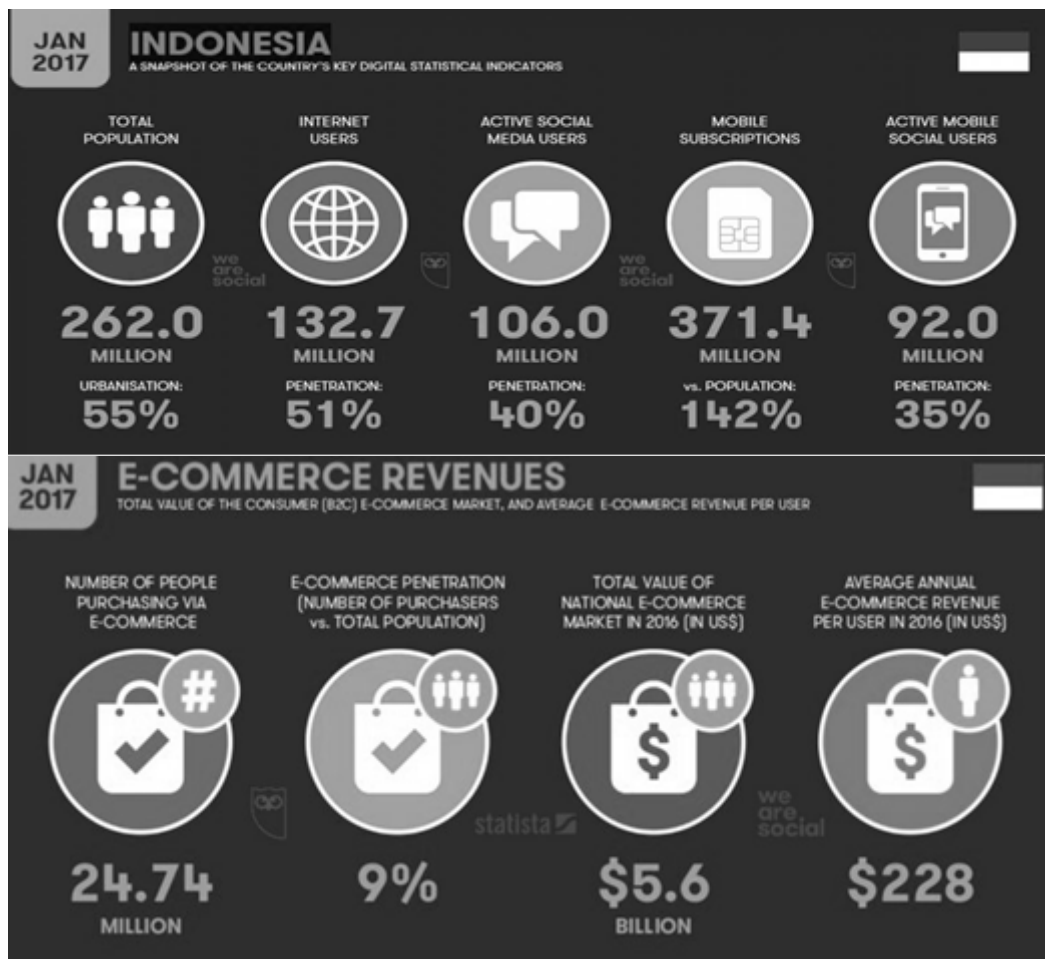 JAN
2017
INDONESIA
A SNAPSHOT OF THE COUNTRY'S KEY DIGITAL STATISTICAL INDICATORS
TOTAL
POPULATION
INTERNET
USERS
ACTIVE SOCIAL
MEDIA USERS
MOBILE
SUBSCRIPTIONS
ACTIVE MOBILE
SOCIAL USERS
we
are
social
we
are
social
262.0
MILLION
132.7
MILLION
106.0
MILLION
371.4
MILLION
92.0
MILLION
URBANISATION:
55%
PENETRATION:
51%
PENETRATION:
40%
vs. POPULATION:
142%
PENETRATION:
35%
JAN
2017
E-COMMERCE REVENUES
TOTAL VALUE OF THE CONSUMER (B2C) E-COMMERCE MARKET, AND AVERAGE E-COMMERCE REVENUE PER USER
NUMBER OF PEOPLE
PURCHASING VIA
E-COMMERCE
E-COMMERCE PENETRATION
(NUMBER OF PURCHASERS
vs. TOTAL POPULATION)
TOTAL VALUE OF
NATIONAL E-COMMERCE
MARKET IN 2016 (IN US$)
AVERAGE ANNUAL
E-COMMERCE REVENUE
PER USER IN 2016 (IN US$)
#
$
$
statista
we
are
social
24.74
MILLION
9%
$5.6
BILLION
$228